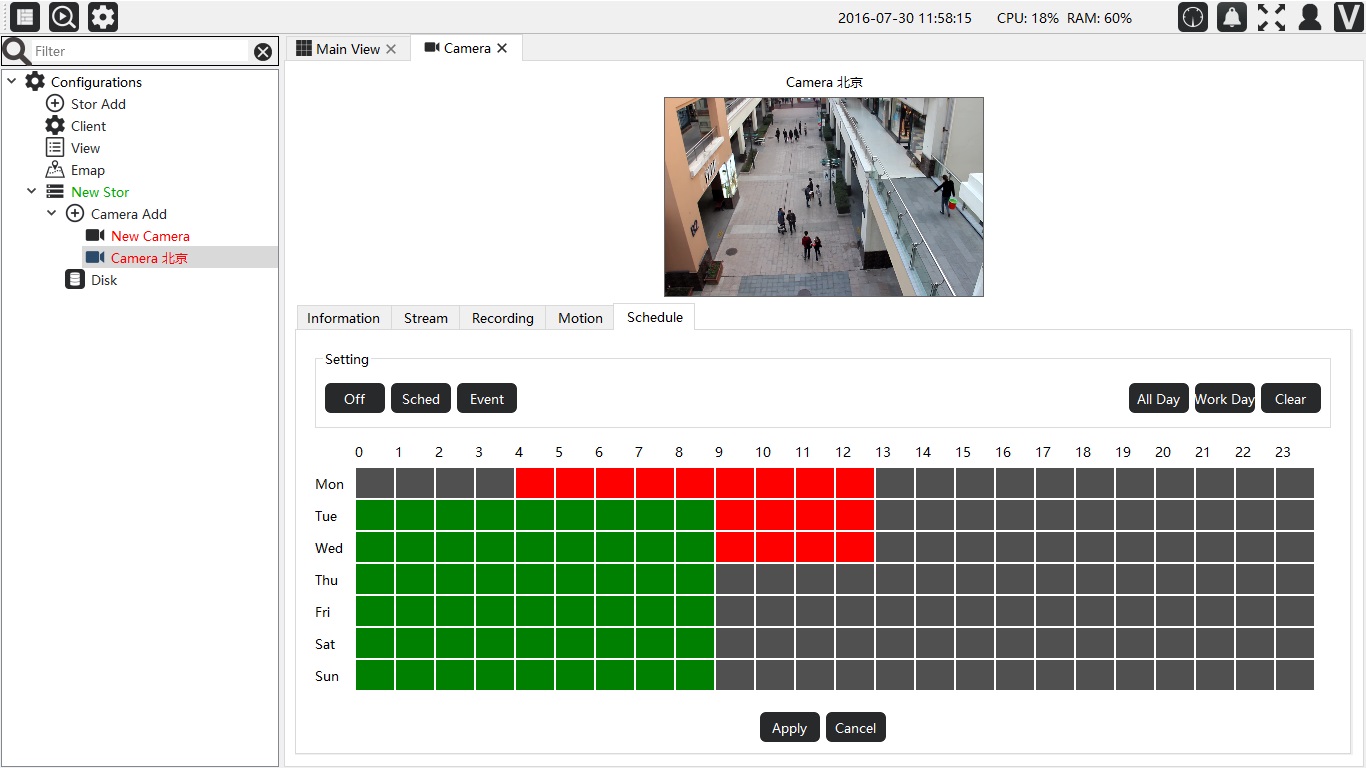 2016-07-30 11:58:15 CPU: 18% RAM: 60%
V
Filter
Main View
Camera
Configurations
Stor Add
Client
View
Emap
New Stor
Camera Add
New Camera
Camera 北京
Disk
Camera 北京
Information Stream Recording Motion Schedule
Setting
Off Sched Event All Day Work Day Clear
0 1 2 3 4 5 6 7 8 9 10 11 12 13 14 15 16 17 18 19 20 21 22 23
Mon
Tue
Wed
Thu
Fri
Sat
Sun
Apply Cancel